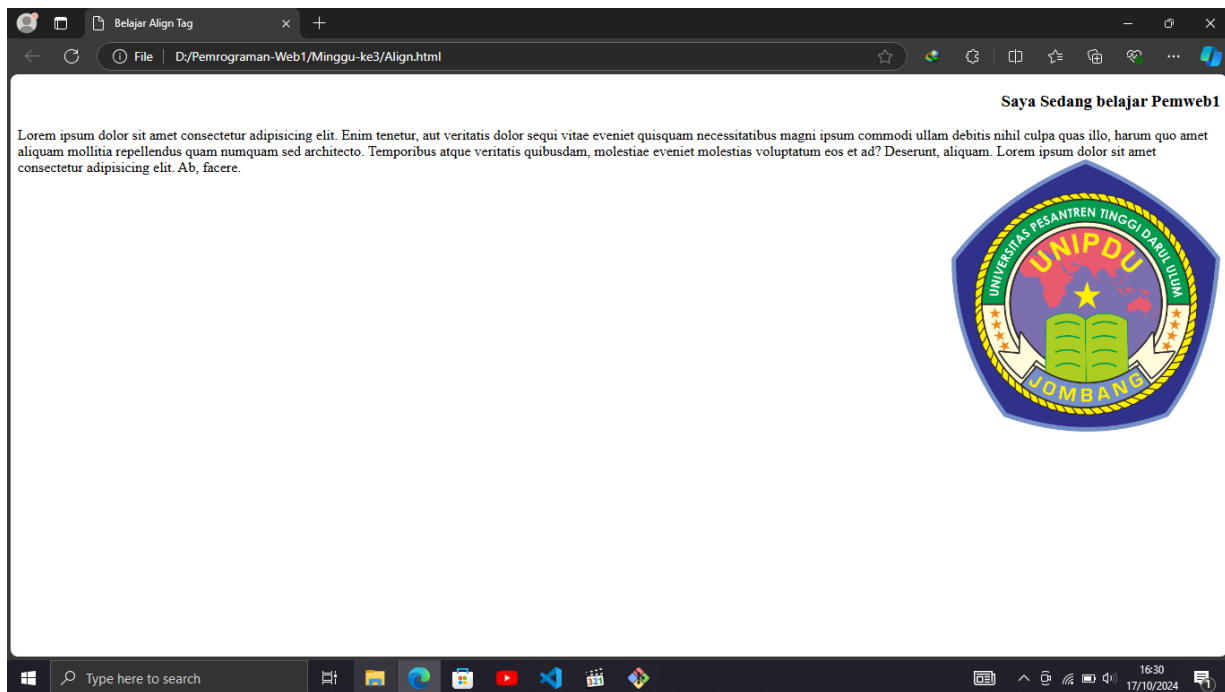 Belajar Align Tag
File
D:/Pemrograman-Web1/Minggu-ke3/Align.html
Saya Sedang belajar Pemweb1
Lorem ipsum dolor sit amet consectetur adipisicing elit. Enim tenetur, aut veritatis dolor sequi vitae eveniet quisquam necessitatibus magni ipsum commodi ullam debitis nihil culpa quas illo, harum quo amet
aliquam mollitia repellendus quam numquam sed architecto. Temporibus atque veritatis quibusdam, molestiae eveniet molestias voluptatum eos et ad? Deserunt, aliquam. Lorem ipsum dolor sit amet
consectetur adipisicing elit. Ab, facere.
UNIVERSITAS PESANTREN TINGGI DARUL ULUM
UNIPDU
JOMBANG
Type here to search
321
16:30
17/10/2024
1